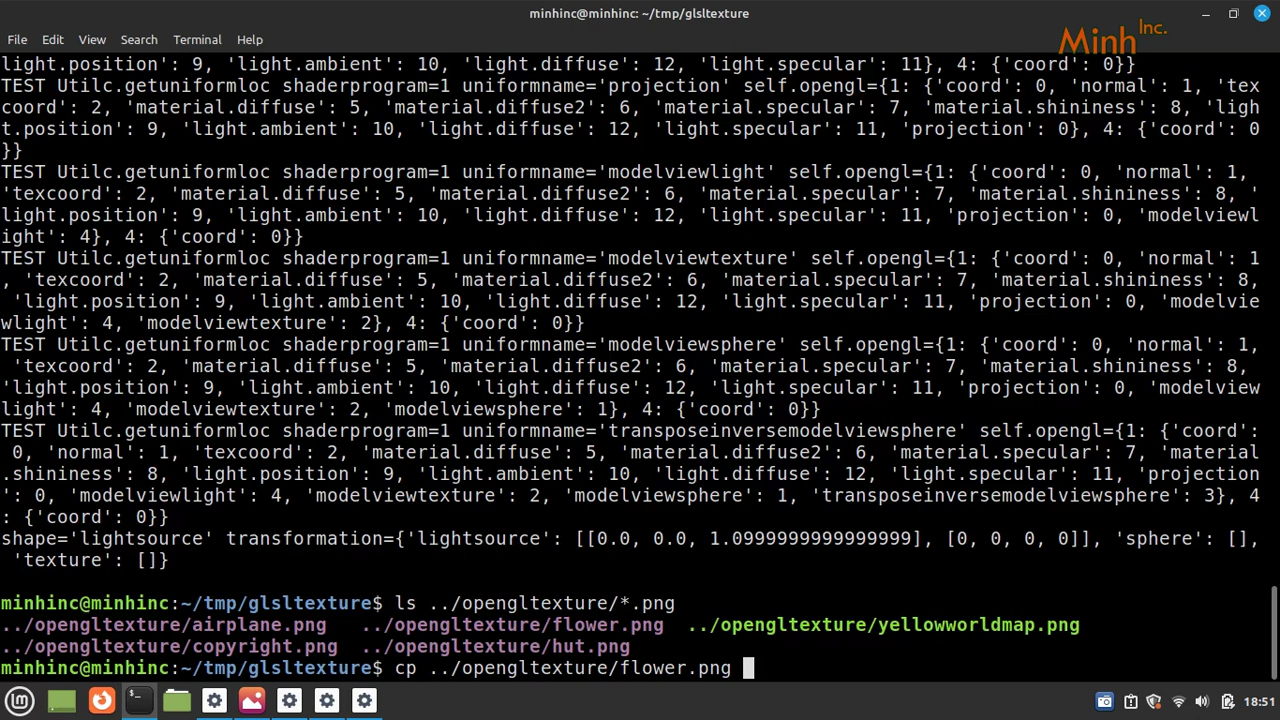 minhinc@minhinc: ~/tmp/glsltexture
Minh Inc.
File Edit View Search Terminal Help
light.position': 9, 'light.ambient': 10, 'light.diffuse': 12, 'light.specular': 11}, 4: {'coord': 0}}
TEST Utilc.getuniformloc shaderprogram=1 uniformname='projection' self.opengl={1: {'coord': 0, 'normal': 1, 'tex
coord': 2, 'material.diffuse': 5, 'material.diffuse2': 6, 'material.specular': 7, 'material.shininess': 8, 'ligh
t.position': 9, 'light.ambient': 10, 'light.diffuse': 12, 'light.specular': 11, 'projection': 0}, 4: {'coord': 0
}}
TEST Utilc.getuniformloc shaderprogram=1 uniformname='modelviewlight' self.opengl={1: {'coord': 0, 'normal': 1,
'texcoord': 2, 'material.diffuse': 5, 'material.diffuse2': 6, 'material.specular': 7, 'material.shininess': 8, '
light.position': 9, 'light.ambient': 10, 'light.diffuse': 12, 'light.specular': 11, 'projection': 0, 'modelviewl
ight': 4}, 4: {'coord': 0}}
TEST Utilc.getuniformloc shaderprogram=1 uniformname='modelviewtexture' self.opengl={1: {'coord': 0, 'normal': 1
, 'texcoord': 2, 'material.diffuse': 5, 'material.diffuse2': 6, 'material.specular': 7, 'material.shininess': 8,
'light.position': 9, 'light.ambient': 10, 'light.diffuse': 12, 'light.specular': 11, 'projection': 0, 'modelvie
wlight': 4, 'modelviewtexture': 2}, 4: {'coord': 0}}
TEST Utilc.getuniformloc shaderprogram=1 uniformname='modelviewsphere' self.opengl={1: {'coord': 0, 'normal': 1,
'texcoord': 2, 'material.diffuse': 5, 'material.diffuse2': 6, 'material.specular': 7, 'material.shininess': 8,
'light.position': 9, 'light.ambient': 10, 'light.diffuse': 12, 'light.specular': 11, 'projection': 0, 'modelview
light': 4, 'modelviewtexture': 2, 'modelviewsphere': 1}, 4: {'coord': 0}}
TEST Utilc.getuniformloc shaderprogram=1 uniformname='transposeinversemodelviewsphere' self.opengl={1: {'coord':
0, 'normal': 1, 'texcoord': 2, 'material.diffuse': 5, 'material.diffuse2': 6, 'material.specular': 7, 'material
.shininess': 8, 'light.position': 9, 'light.ambient': 10, 'light.diffuse': 12, 'light.specular': 11, 'projection
': 0, 'modelviewlight': 4, 'modelviewtexture': 2, 'modelviewsphere': 1, 'transposeinversemodelviewsphere': 3}, 4
: {'coord': 0}}
shape='lightsource' transformation={'lightsource': [[0.0, 0.0, 1.0999999999999999], [0, 0, 0, 0]], 'sphere': [],
'texture': []}
minhinc@minhinc:~/tmp/glsltexture$ ls ../opengltexture/*.png
../opengltexture/airplane.png ../opengltexture/flower.png ../opengltexture/yellowworldmap.png
../opengltexture/copyright.png ../opengltexture/hut.png
minhinc@minhinc:~/tmp/glsltexture$ cp ../opengltexture/flower.png
18:51